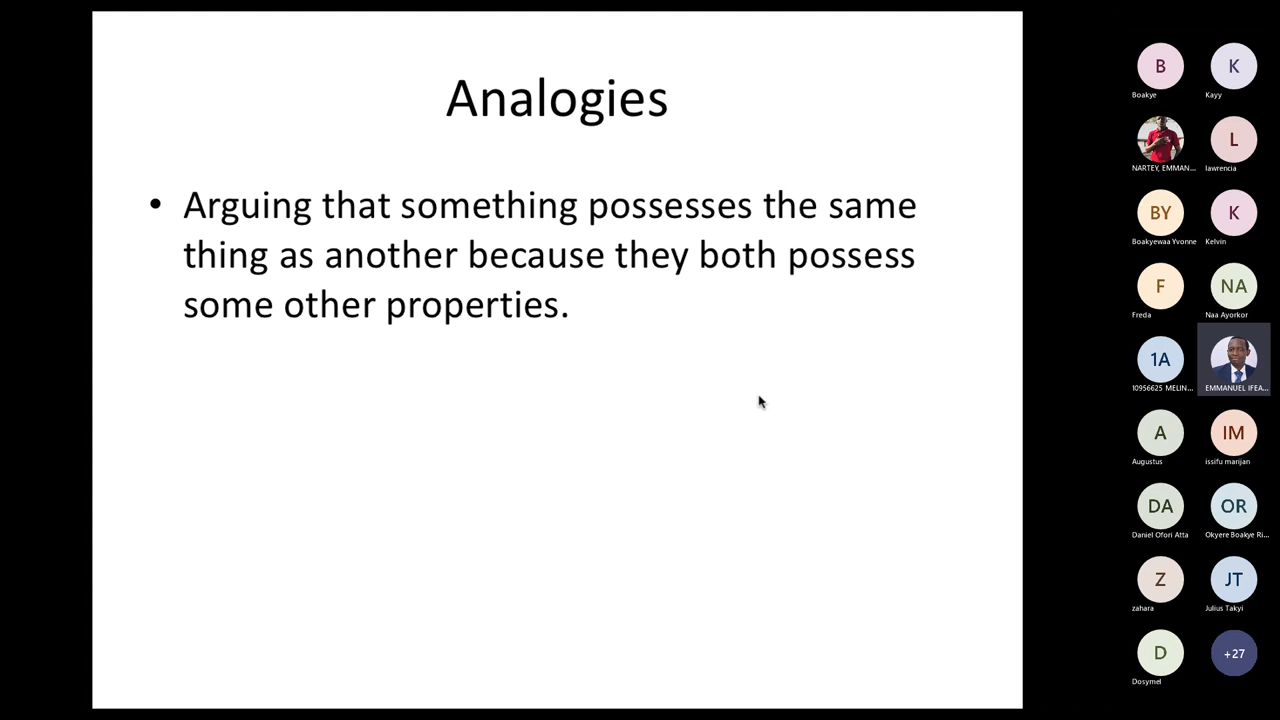 Analogies
• Arguing that something possesses the same
thing as another because they both possess
some other properties.
B
Boakye
K
Kayy
NARTEY, EMMAN...
L
lawrencia
BY
Boakyewaa Yvonne
K
Kelvin
F
Freda
NA
Naa Ayorkor
1A
10956625 MELIN...
EMMANUEL IFEA...
A
Augustus
IM
issifu marijan
DA
Daniel Ofori Atta
OR
Okyere Boakye Ri...
Z
zahara
JT
Julius Takyi
D
Dosymel
+27